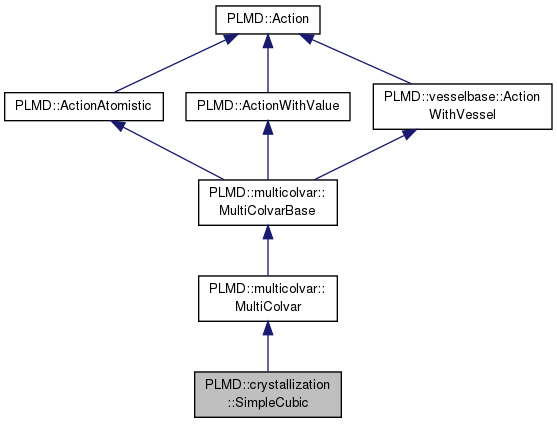 PLMD::Action
PLMD::ActionAtomistic
PLMD::ActionWithValue
PLMD::vesselbase::Action
WithVessel
PLMD::multicolvar::
MultiColvarBase
PLMD::multicolvar::
MultiColvar
PLMD::crystallization
::SimpleCubic